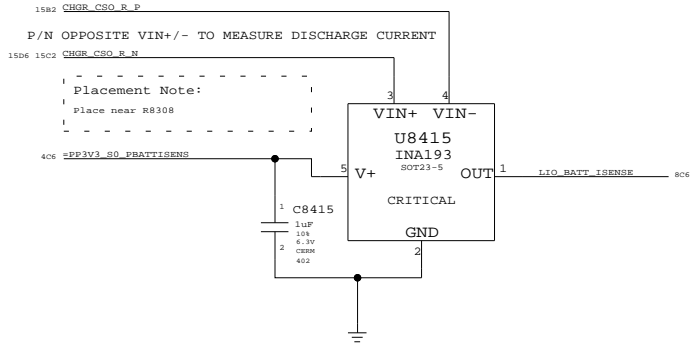 15B2 CHGR_CSO_R_P
P/N OPPOSITE VIN+/- TO MEASURE DISCHARGE CURRENT
15D6 15C2 CHGR_CSO_R_N
Placement Note:
Place near R8308
3 4
VIN+ VIN-
U8415
INA193
SOT23-5
4C6 =PP3V3_S0_PBATTISENS
5 V+
OUT 1
LIO_BATT_ISENSE 8C6
CRITICAL
GND
2
1 C8415
1uF
10%
6.3V
2 CERM
402